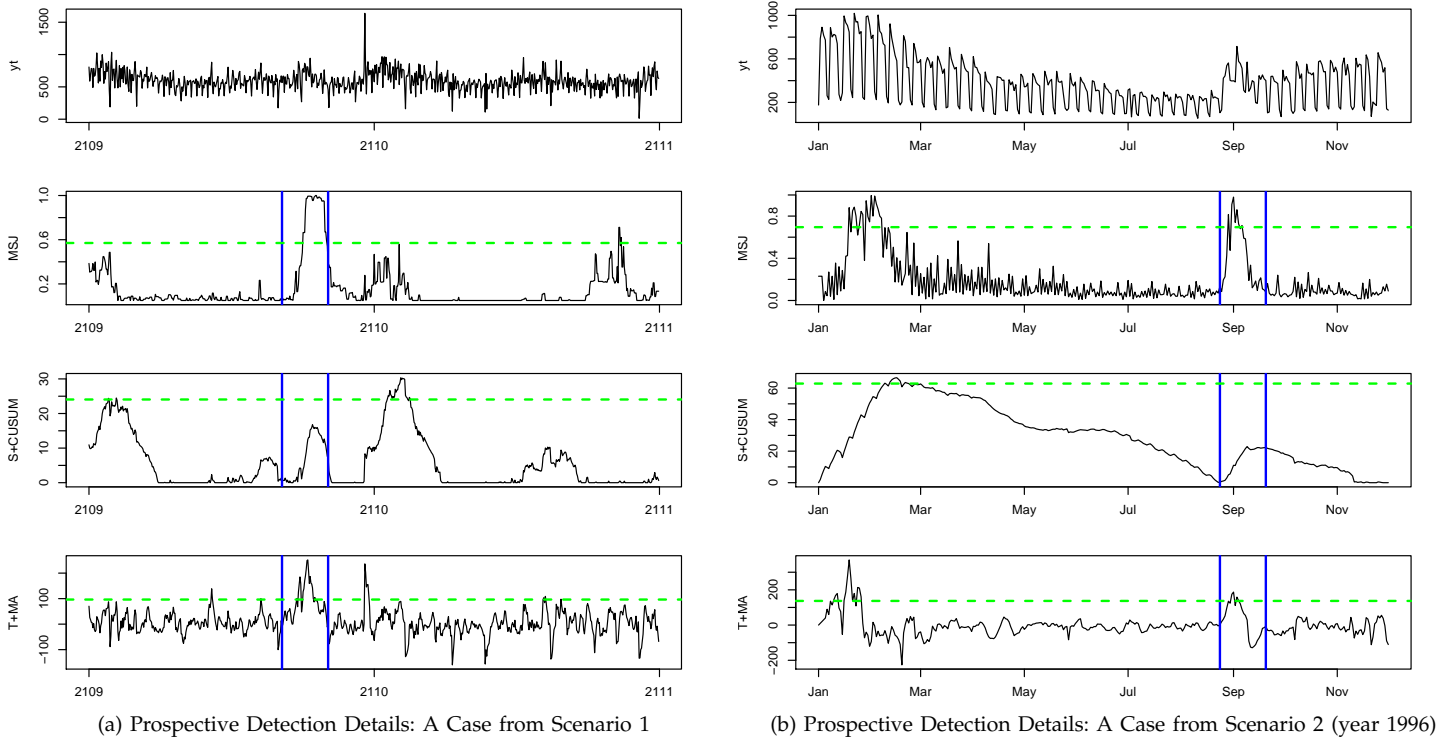 yt
0
500
1500
2109
2110
2111
MSJ
0.2
0.6
1.0
2109
2110
2111
S+CUSUM
0
10
20
30
2109
2110
2111
T+MA
-100
100
2109
2110
2111
(a) Prospective Detection Details: A Case from Scenario 1
yt
200
600
1000
Jan
Mar
May
Jul
Sep
Nov
MSJ
0.0
0.4
0.8
Jan
Mar
May
Jul
Sep
Nov
S+CUSUM
0
20
40
60
Jan
Mar
May
Jul
Sep
Nov
T+MA
-200
0
200
Jan
Mar
May
Jul
Sep
Nov
(b) Prospective Detection Details: A Case from Scenario 2 (year 1996)